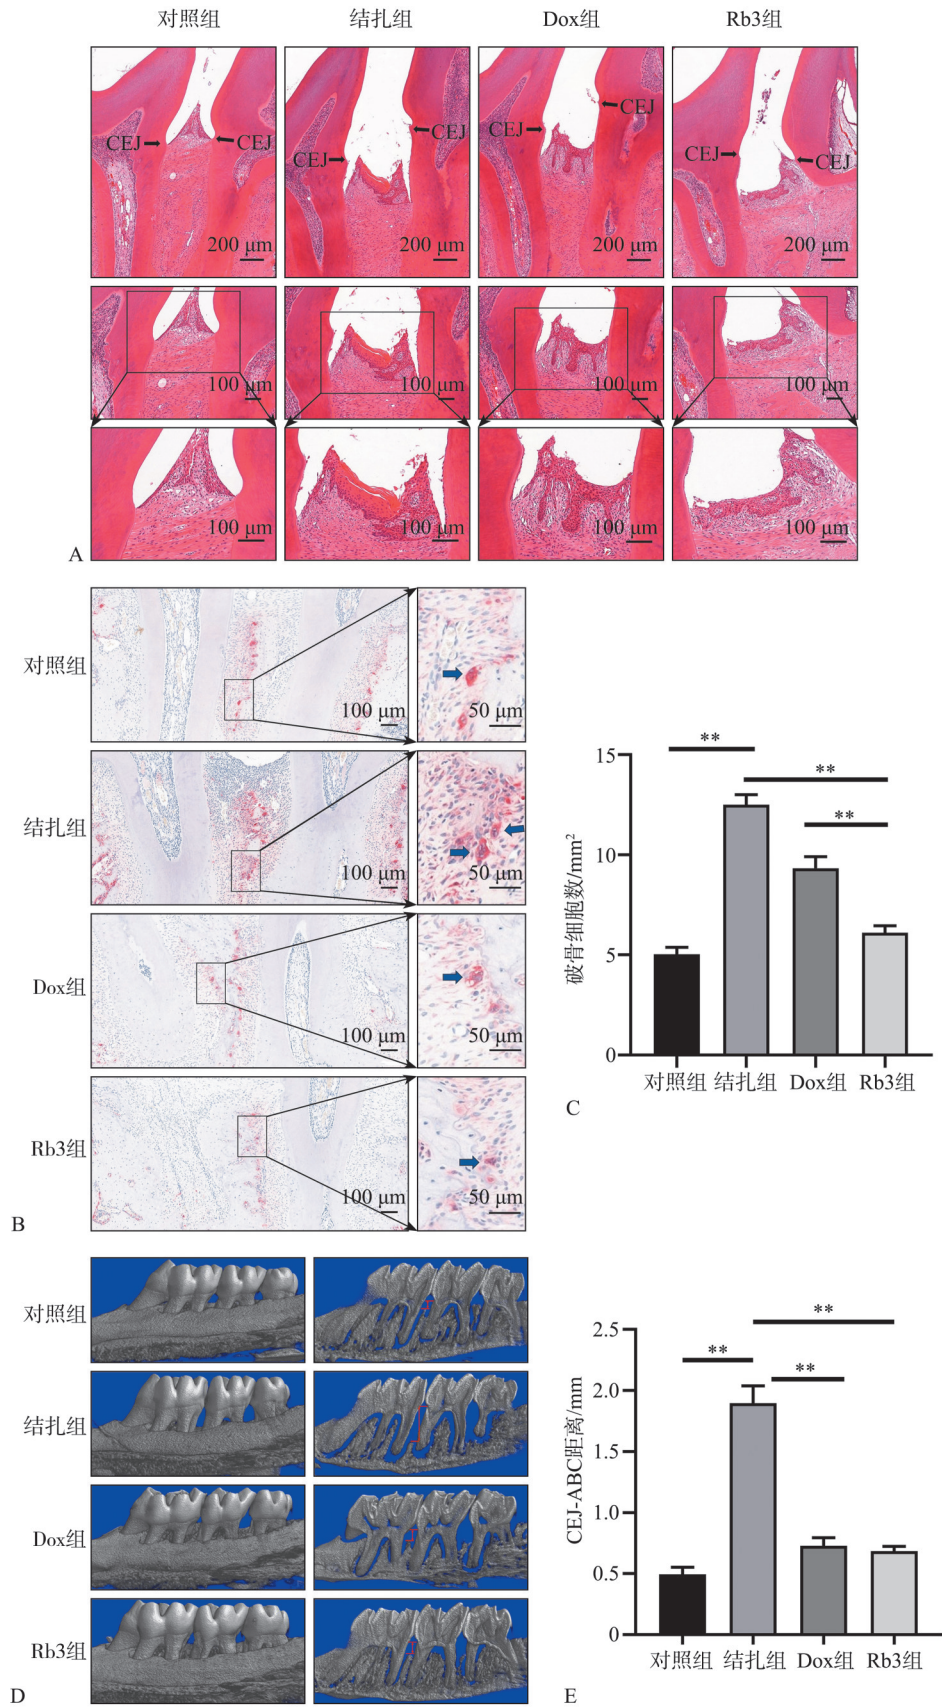 对照组 结扎组 Dox组 Rb3组
CEJ CEJ CEJ CEJ CEJ CEJ CEJ CEJ
200 μm 200 μm 200 μm 200 μm
100 μm 100 μm 100 μm 100 μm
100 μm 100 μm 100 μm 100 μm
A
对照组 100 μm 50 μm
结扎组 100 μm 50 μm
Dox组 100 μm 50 μm
Rb3组 100 μm 50 μm
B
**
**
**
15
10
5
0
破骨细胞数/mm²
对照组 结扎组 Dox组 Rb3组
C
对照组
结扎组
Dox组
Rb3组
D
**
**
**
2.5
2.0
1.5
1.0
0.5
0
CEJ-ABC距离/mm
对照组 结扎组 Dox组 Rb3组
E